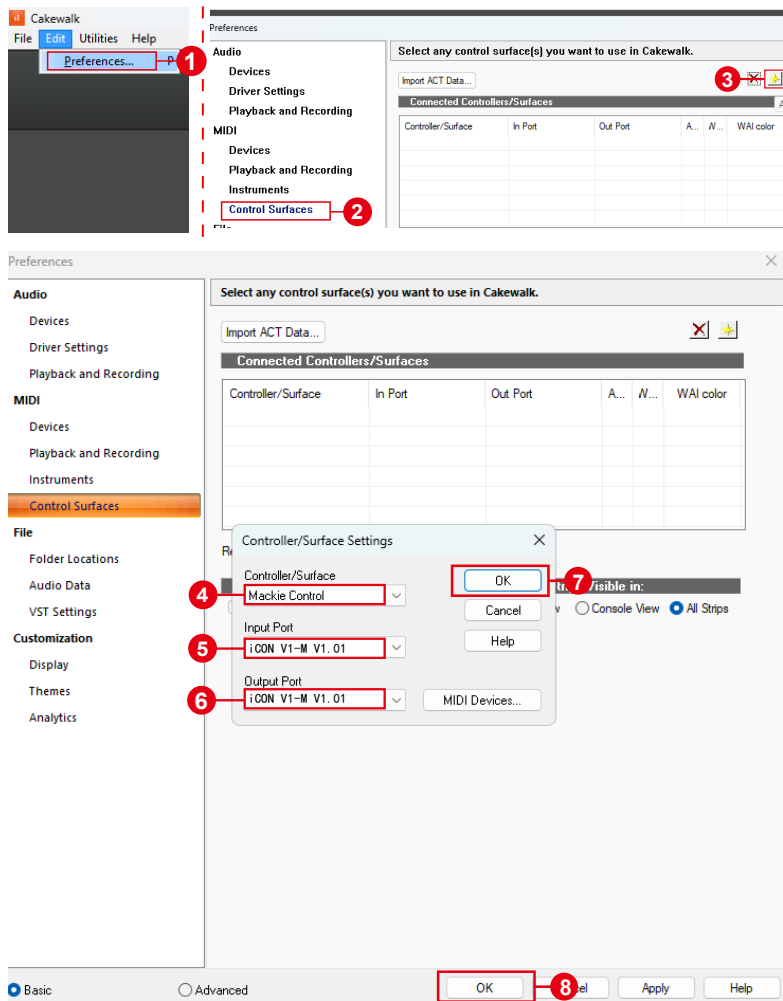 Cakewalk
File Edit Utilities Help
Preferences... P
1
Preferences
Audio
Devices
Driver Settings
Playback and Recording
MIDI
Devices
Playback and Recording
Instruments
Control Surfaces
2
Select any control surface(s) you want to use in Cakewalk.
Import ACT Data...
3
Connected Controllers/Surfaces
Controller/Surface In Port Out Port A... W... WAI color
Preferences
Audio
Devices
Driver Settings
Playback and Recording
MIDI
Devices
Playback and Recording
Instruments
Control Surfaces
File
Folder Locations
Audio Data
VST Settings
Customization
Display
Themes
Analytics
Select any control surface(s) you want to use in Cakewalk.
Import ACT Data...
Connected Controllers/Surfaces
Controller/Surface In Port Out Port A... W... WAI color
Controller/Surface Settings
Controller/Surface
4
Mackie Control
Input Port
5
iCON V1-M V1.01
Output Port
6
iCON V1-M V1.01
OK
7
Cancel
Help
MIDI Devices...
Visible in:
Console View All Strips
Basic Advanced
OK
8
Apply
Help